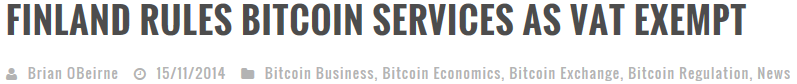 FINLAND RULES BITCOIN SERVICES AS VAT EXEMPT
Brian OBeirne 15/11/2014 Bitcoin Business, Bitcoin Economics, Bitcoin Exchange, Bitcoin Regulation, News